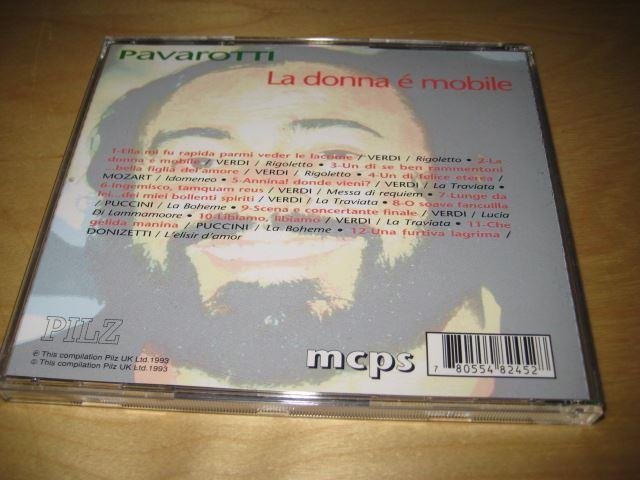 Pavarotti
La donna é mobile
1-Ella mi fu rapida parmi veder le lacrime / VERDI / Rigoletto • 2-La
donna e mobile / VERDI / Rigoletto • 3-Un di se ben rammentoni
...bella figlia del'amore / VERDI / Rigoletto • 4-Un di felice eterea /
MOZART / Idomeneo • 5-Annina! donde vieni? / VERDI / La Traviata •
6-Ingemisco, tamquam reus / VERDI / Messa di requiem • 7-Lunge da
lei...dei miei bollenti spiriti / VERDI / La Traviata • 8-O soave fanculla
/ PUCCINI / La Boheme • 9-Scena e concertante finale / VERDI / Lucia
Di Lammamoore • 10-Libiamo, libiamo / VERDI / La Traviata • 11-Che
gelida manina / PUCCINI / La Boheme • 12-Una furtiva lagrima /
DONIZETTI / L'elisir d'amor
PILZ
℗ This compilation Pilz UK Ltd.1993
© This compilation Pilz UK Ltd.1993
mcps
7 80554 82452